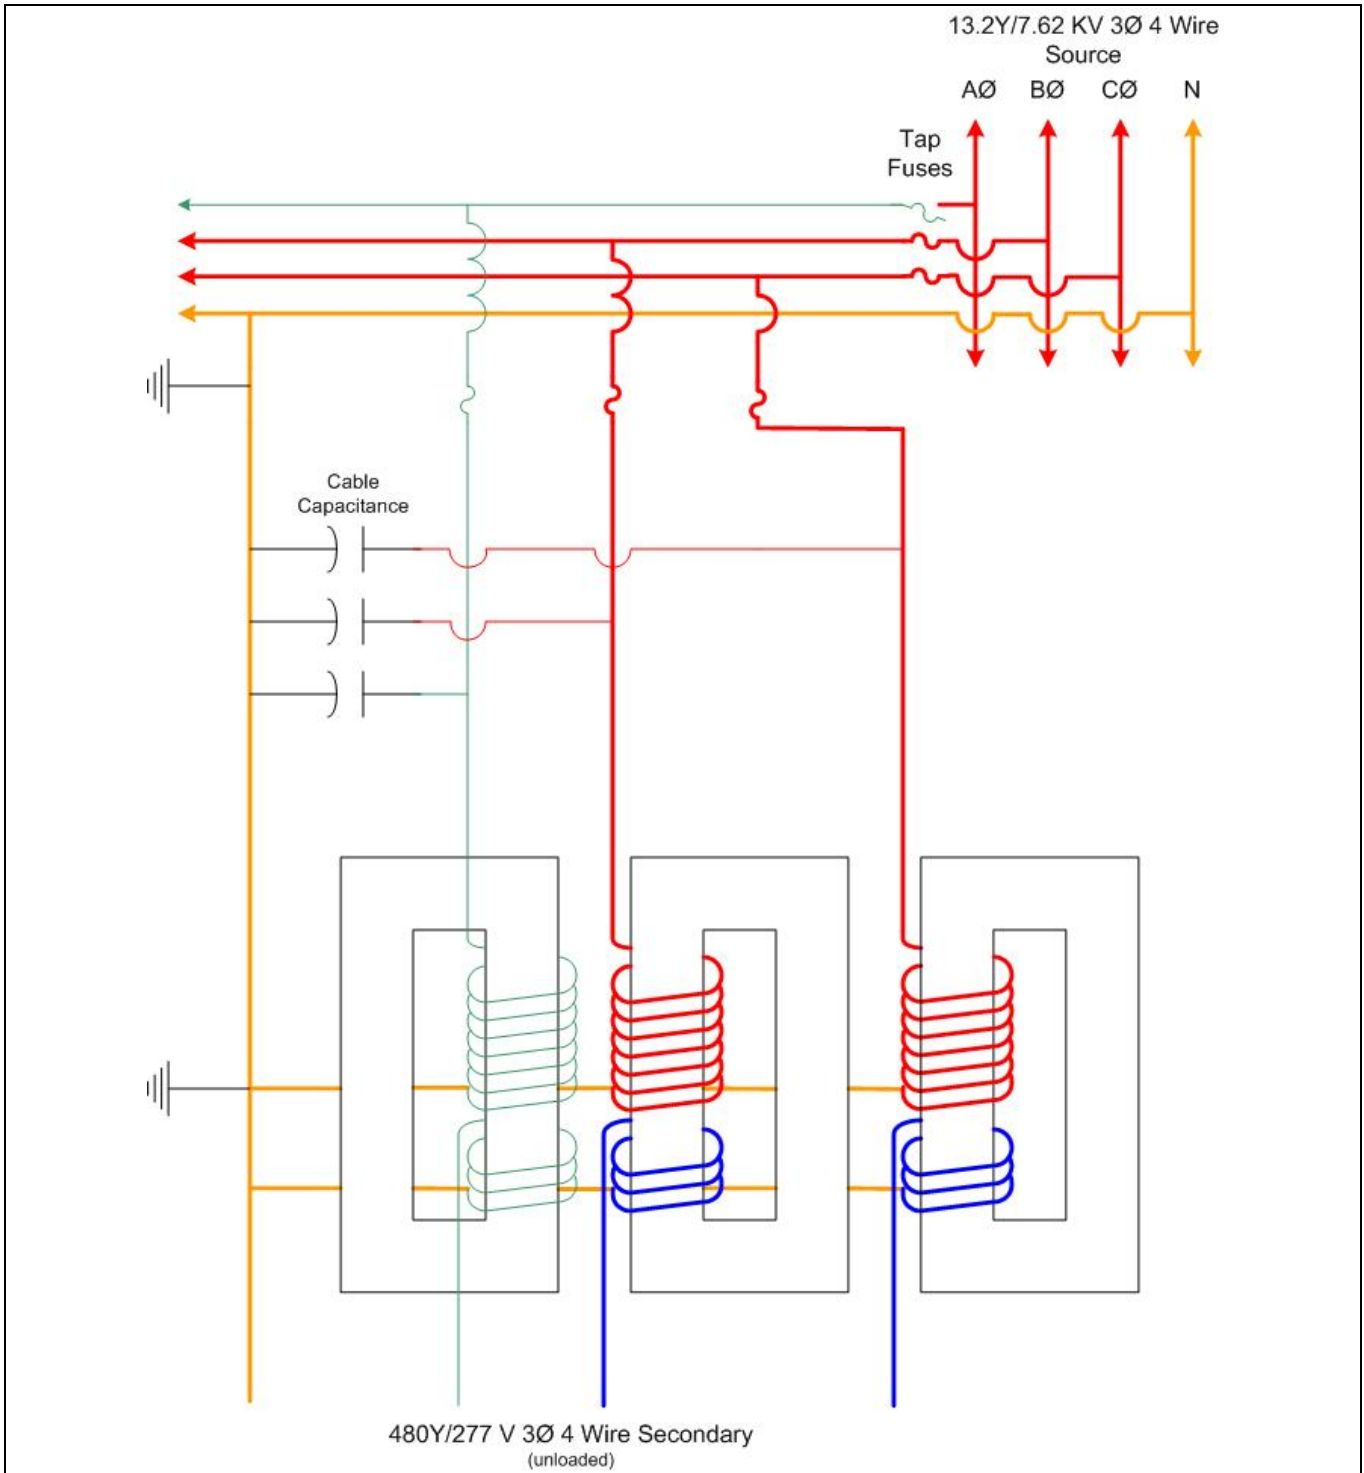 13.2Y/7.62 KV 3Ø 4 Wire
Source
AØ BØ CØ N
Tap
Fuses
Cable
Capacitance
480Y/277 V 3Ø 4 Wire Secondary
(unloaded)